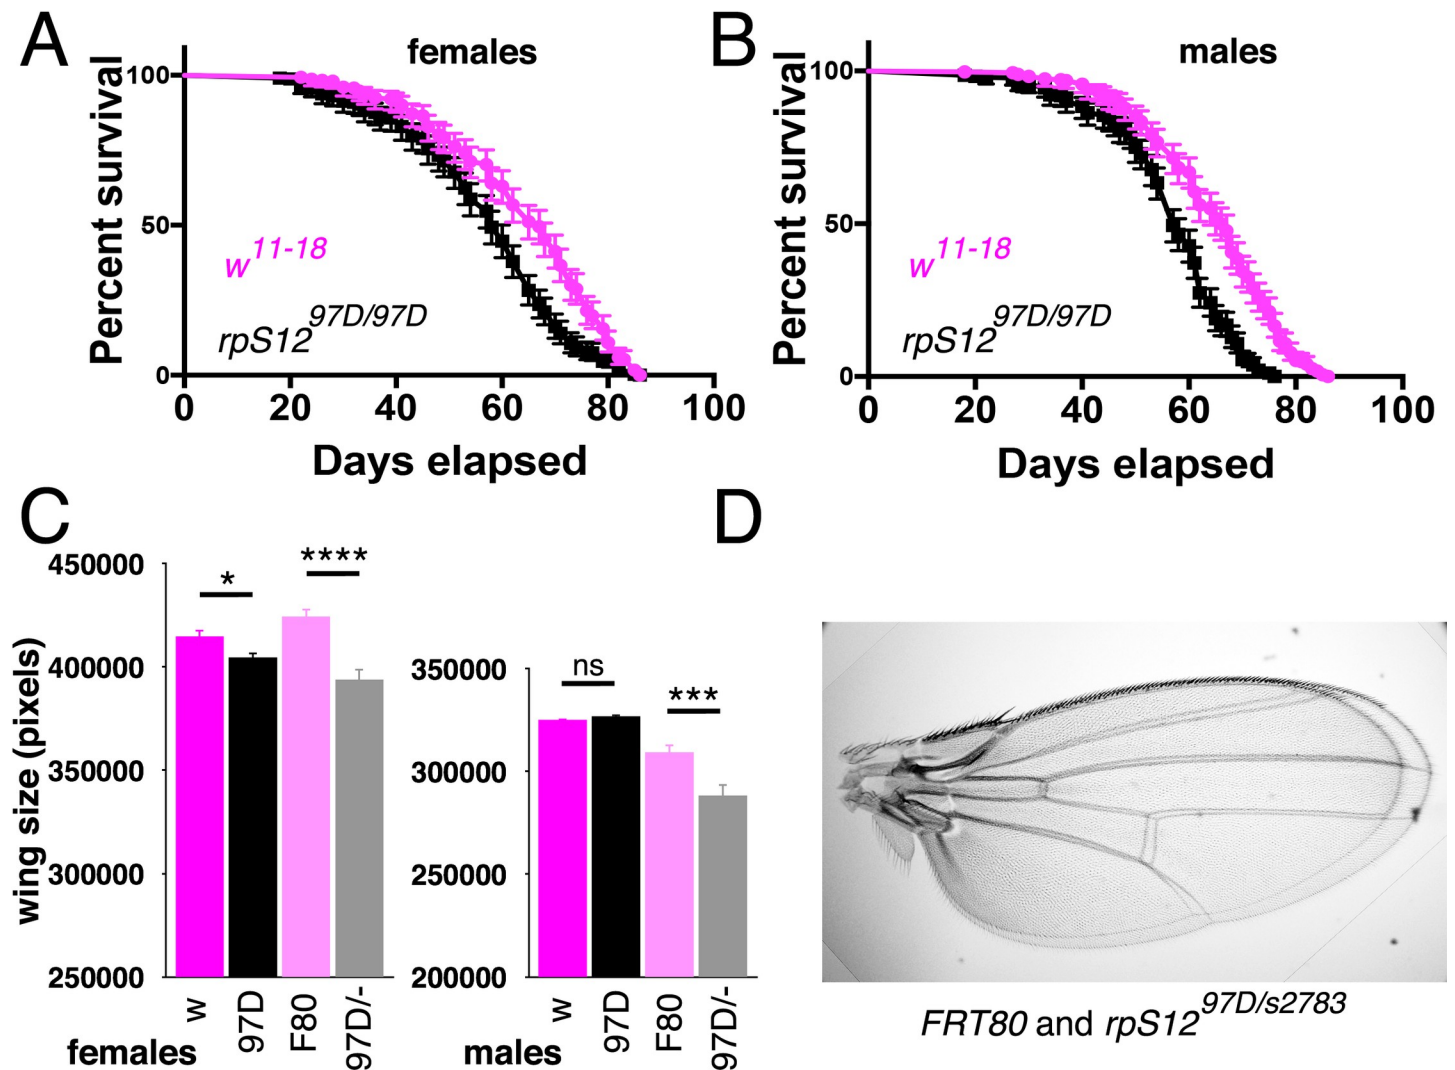 A
females
Percent survival
100
50
0
w11-18
rpS1297D/97D
0 20 40 60 80 100
Days elapsed
B
males
Percent survival
100
50
0
w11-18
rpS1297D/97D
0 20 40 60 80 100
Days elapsed
C
wing size (pixels)
450000
400000
350000
300000
250000
*
****
w
97D
F80
97D/-
females
350000
300000
250000
200000
ns
***
w
97D
F80
97D/-
males
D
FRT80 and rpS1297D/s2783